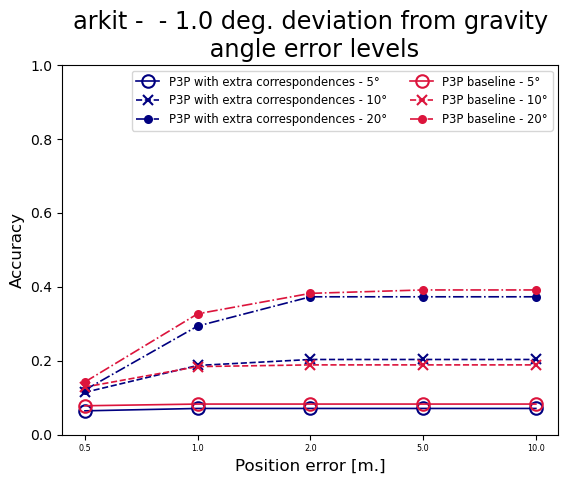 arkit -  - 1.0 deg. deviation from gravity
angle error levels
1.0
0.8
0.6
0.4
0.2
0.0
Accuracy
P3P with extra correspondences - 5°
P3P with extra correspondences - 10°
P3P with extra correspondences - 20°
P3P baseline - 5°
P3P baseline - 10°
P3P baseline - 20°
0.5 1.0 2.0 5.0 10.0
Position error [m.]